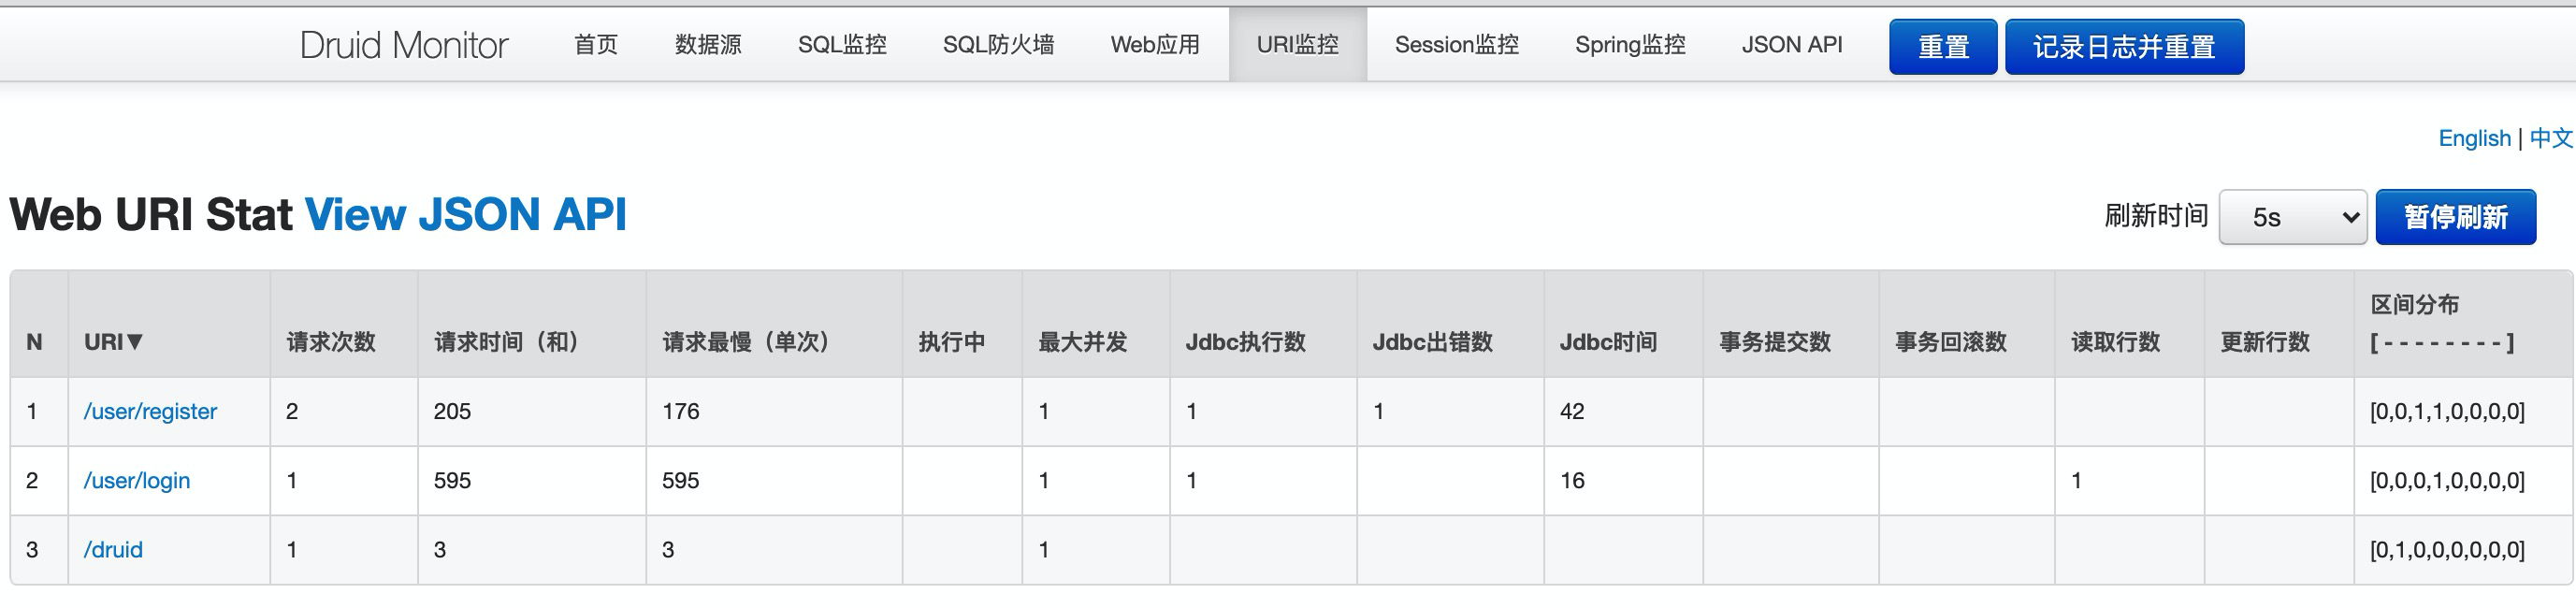 Druid Monitor 首页 数据源 SQL监控 SQL防火墙 Web应用 URI监控 Session监控 Spring监控 JSON API 重置 记录日志并重置
English | 中文
Web URI Stat View JSON API 刷新时间 5s 暂停刷新
N URI▼ 请求次数 请求时间（和） 请求最慢（单次） 执行中 最大并发 Jdbc执行数 Jdbc出错数 Jdbc时间 事务提交数 事务回滚数 读取行数 更新行数 区间分布
[ - - - - - - - - ]
1 /user/register 2 205 176 1 1 1 42 [0,0,1,1,0,0,0,0]
2 /user/login 1 595 595 1 1 16 1 [0,0,0,1,0,0,0,0]
3 /druid 1 3 3 1 [0,1,0,0,0,0,0,0]